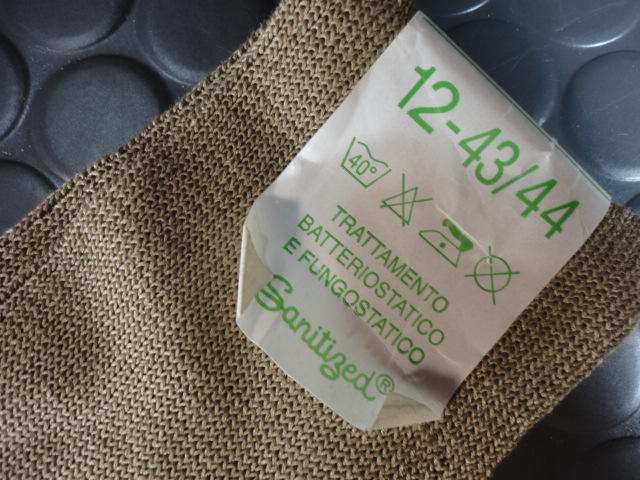 12-43/44
40°
TRATTAMENTO
BATTERIOSTATICO
E FUNGOSTATICO
Sanitized®